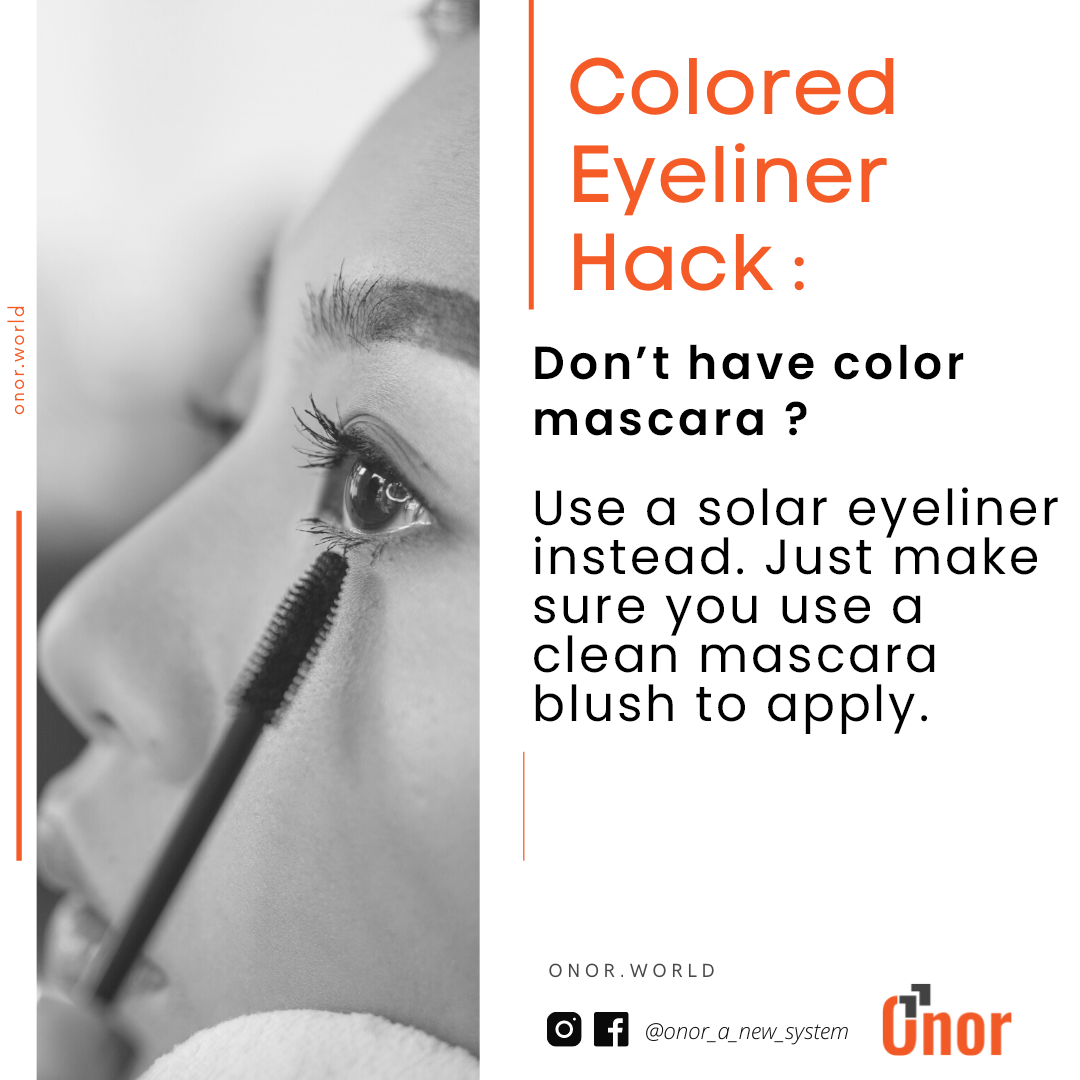 onor.world
Colored
Eyeliner
Hack :
Don’t have color
mascara ?
Use a solar eyeliner
instead. Just make
sure you use a
clean mascara
blush to apply.
ONOR.WORLD
@onor_a_new_system
Onor